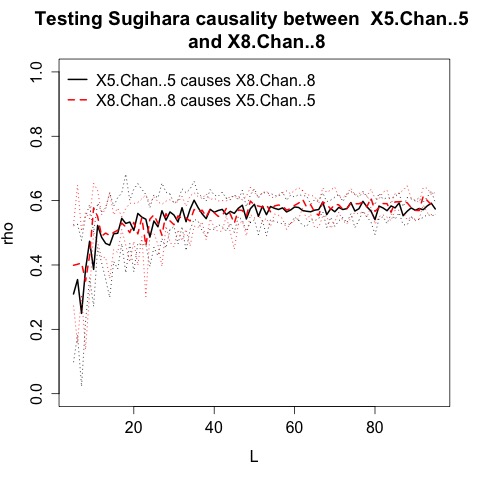 Testing Sugihara causality between  X5.Chan..5
and X8.Chan..8
X5.Chan..5 causes X8.Chan..8
X8.Chan..8 causes X5.Chan..5
rho
1.0
0.8
0.6
0.4
0.2
0.0
20 40 60 80
L